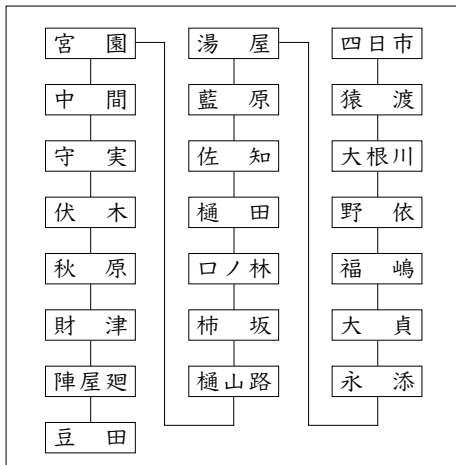 四日市
猿渡
大根川
野依
福嶋
大貞
永添
湯屋
藍原
佐知
樋田
口ノ林
柿坂
樋山路
宮園
中間
守実
伏木
秋原
財津
陣屋廻
豆田